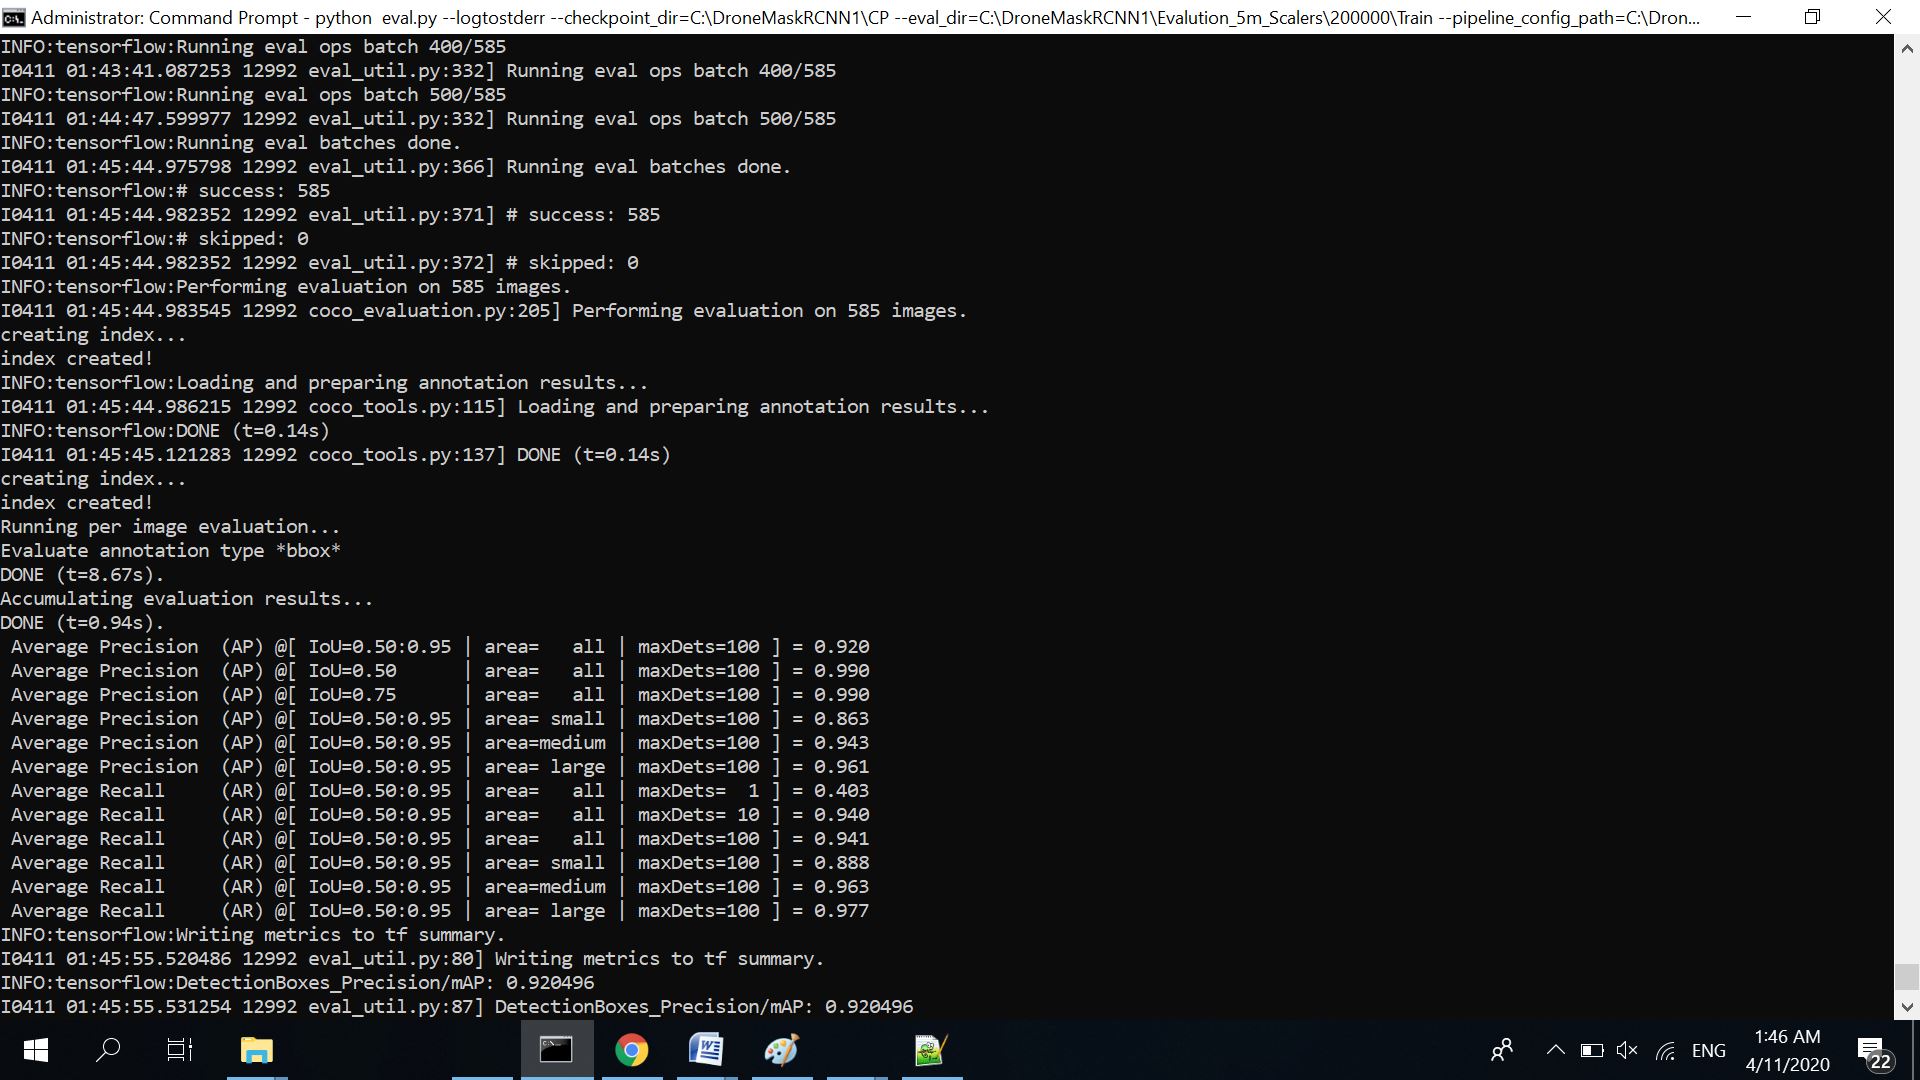 Administrator: Command Prompt - python  eval.py --logtostderr --checkpoint_dir=C:\DroneMaskRCNN1\CP --eval_dir=C:\DroneMaskRCNN1\Evalution_5m_Scalers\200000\Train --pipeline_config_path=C:\Dron...
INFO:tensorflow:Running eval ops batch 400/585
I0411 01:43:41.087253 12992 eval_util.py:332] Running eval ops batch 400/585
INFO:tensorflow:Running eval ops batch 500/585
I0411 01:44:47.599977 12992 eval_util.py:332] Running eval ops batch 500/585
INFO:tensorflow:Running eval batches done.
I0411 01:45:44.975798 12992 eval_util.py:366] Running eval batches done.
INFO:tensorflow:# success: 585
I0411 01:45:44.982352 12992 eval_util.py:371] # success: 585
INFO:tensorflow:# skipped: 0
I0411 01:45:44.982352 12992 eval_util.py:372] # skipped: 0
INFO:tensorflow:Performing evaluation on 585 images.
I0411 01:45:44.983545 12992 coco_evaluation.py:205] Performing evaluation on 585 images.
creating index...
index created!
INFO:tensorflow:Loading and preparing annotation results...
I0411 01:45:44.986215 12992 coco_tools.py:115] Loading and preparing annotation results...
INFO:tensorflow:DONE (t=0.14s)
I0411 01:45:45.121283 12992 coco_tools.py:137] DONE (t=0.14s)
creating index...
index created!
Running per image evaluation...
Evaluate annotation type *bbox*
DONE (t=8.67s).
Accumulating evaluation results...
DONE (t=0.94s).
 Average Precision  (AP) @[ IoU=0.50:0.95 | area=   all | maxDets=100 ] = 0.920
 Average Precision  (AP) @[ IoU=0.50      | area=   all | maxDets=100 ] = 0.990
 Average Precision  (AP) @[ IoU=0.75      | area=   all | maxDets=100 ] = 0.990
 Average Precision  (AP) @[ IoU=0.50:0.95 | area= small | maxDets=100 ] = 0.863
 Average Precision  (AP) @[ IoU=0.50:0.95 | area=medium | maxDets=100 ] = 0.943
 Average Precision  (AP) @[ IoU=0.50:0.95 | area= large | maxDets=100 ] = 0.961
 Average Recall     (AR) @[ IoU=0.50:0.95 | area=   all | maxDets=  1 ] = 0.403
 Average Recall     (AR) @[ IoU=0.50:0.95 | area=   all | maxDets= 10 ] = 0.940
 Average Recall     (AR) @[ IoU=0.50:0.95 | area=   all | maxDets=100 ] = 0.941
 Average Recall     (AR) @[ IoU=0.50:0.95 | area= small | maxDets=100 ] = 0.888
 Average Recall     (AR) @[ IoU=0.50:0.95 | area=medium | maxDets=100 ] = 0.963
 Average Recall     (AR) @[ IoU=0.50:0.95 | area= large | maxDets=100 ] = 0.977
INFO:tensorflow:Writing metrics to tf summary.
I0411 01:45:55.520486 12992 eval_util.py:80] Writing metrics to tf summary.
INFO:tensorflow:DetectionBoxes_Precision/mAP: 0.920496
I0411 01:45:55.531254 12992 eval_util.py:87] DetectionBoxes_Precision/mAP: 0.920496
ENG
1:46 AM
4/11/2020
22